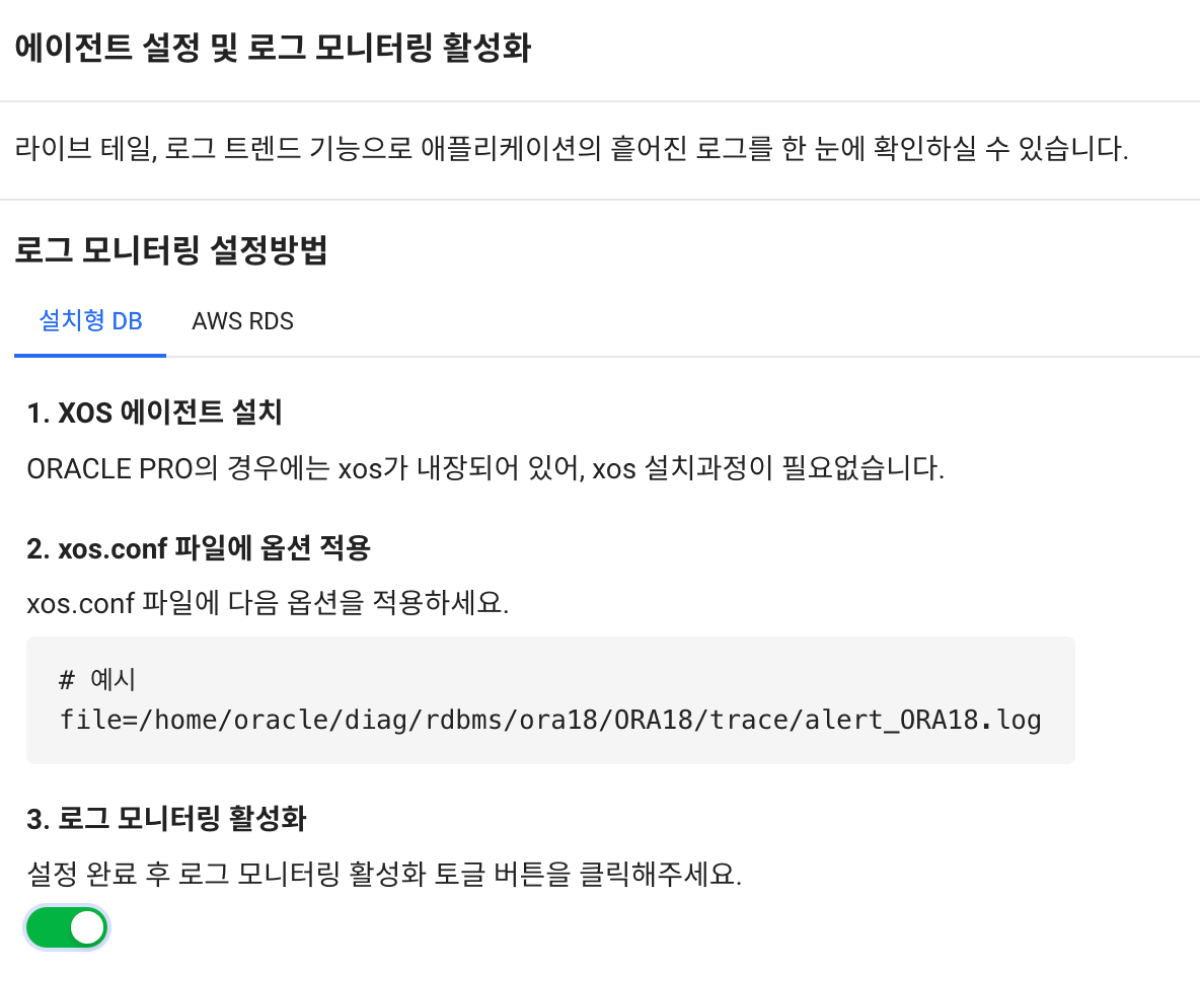 에이전트 설정 및 로그 모니터링 활성화
라이브 테일, 로그 트렌드 기능으로 애플리케이션의 흩어진 로그를 한 눈에 확인하실 수 있습니다.
로그 모니터링 설정방법
설치형 DB
AWS RDS
1. XOS 에이전트 설치
ORACLE PRO의 경우에는 xos가 내장되어 있어, xos 설치과정이 필요없습니다.
2. xos.conf 파일에 옵션 적용
xos.conf 파일에 다음 옵션을 적용하세요.
# 예시
file=/home/oracle/diag/rdbms/ora18/ORA18/trace/alert_ORA18.log
3. 로그 모니터링 활성화
설정 완료 후 로그 모니터링 활성화 토글 버튼을 클릭해주세요.